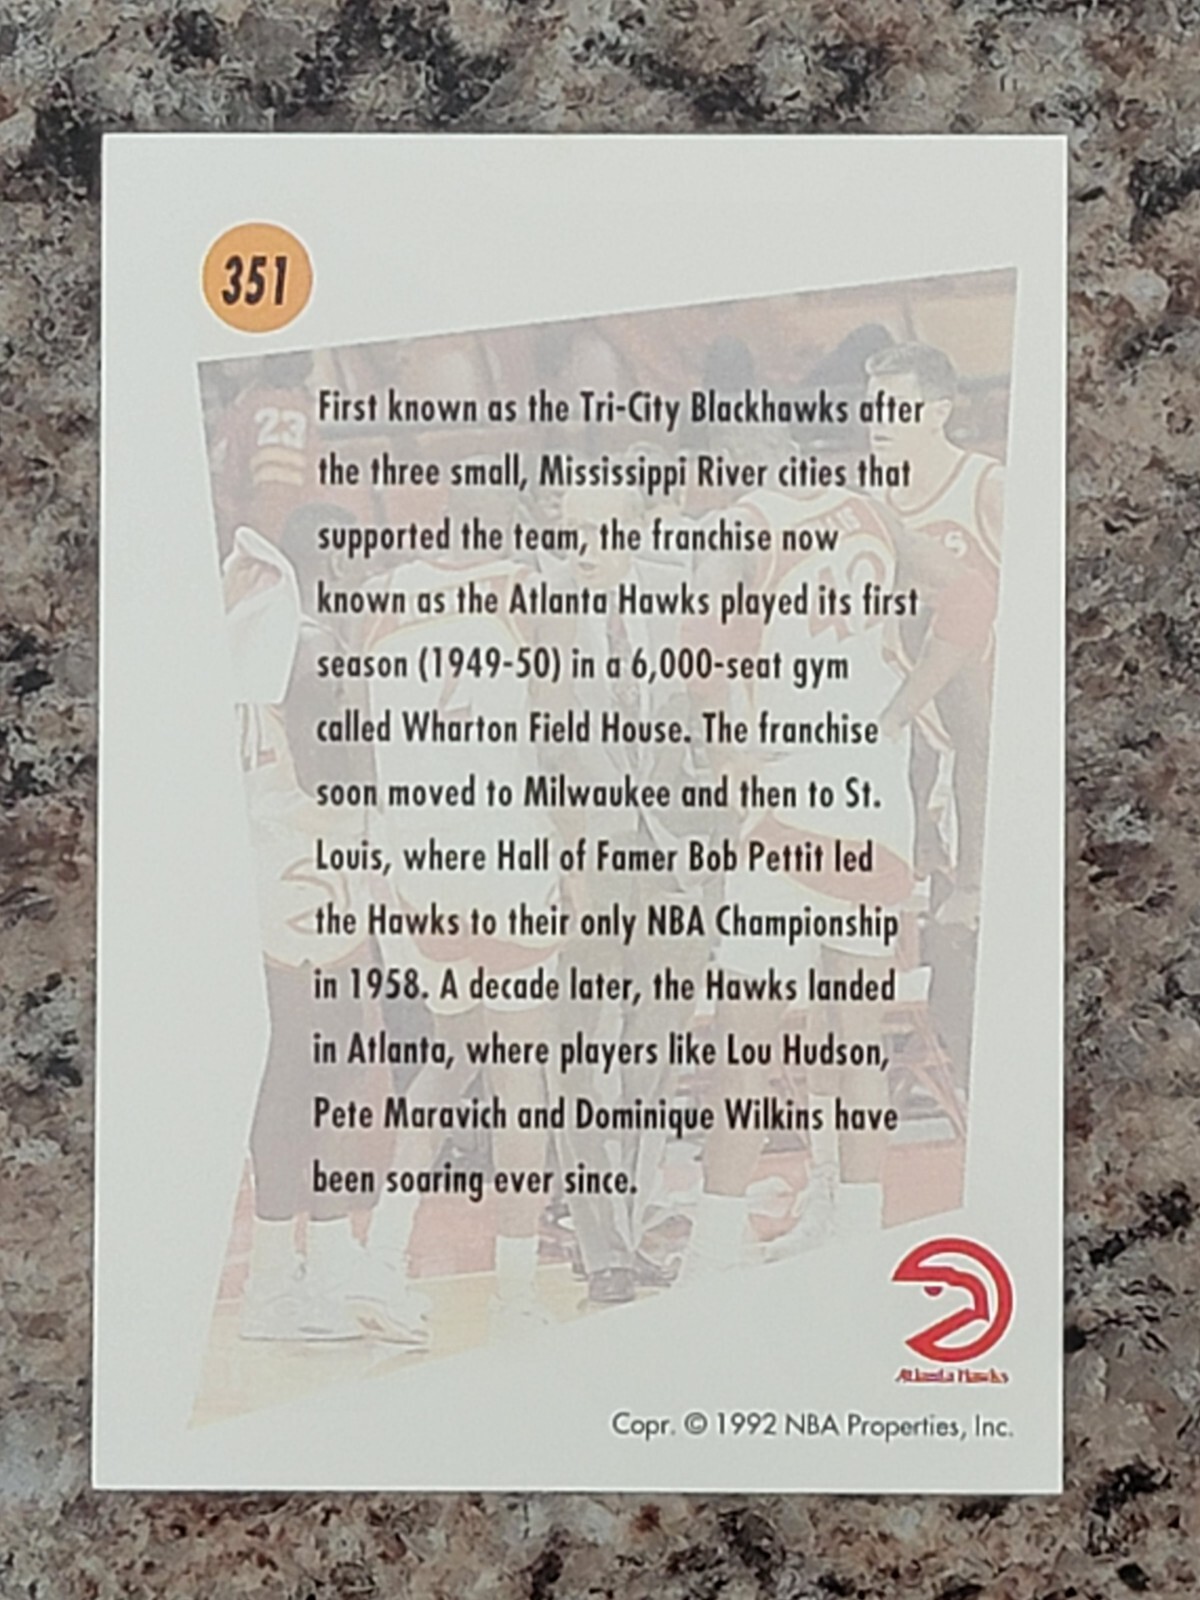 351
23
First known as the Tri-City Blackhawks after
the three small, Mississippi River cities that
supported the team, the franchise now
known as the Atlanta Hawks played its first
season (1949-50) in a 6,000-seat gym
called Wharton Field House. The franchise
soon moved to Milwaukee and then to St.
Louis, where Hall of Famer Bob Pettit led
the Hawks to their only NBA Championship
in 1958. A decade later, the Hawks landed
in Atlanta, where players like Lou Hudson,
Pete Maravich and Dominique Wilkins have
been soaring ever since.
Atlanta Hawks
Copr. © 1992 NBA Properties, Inc.